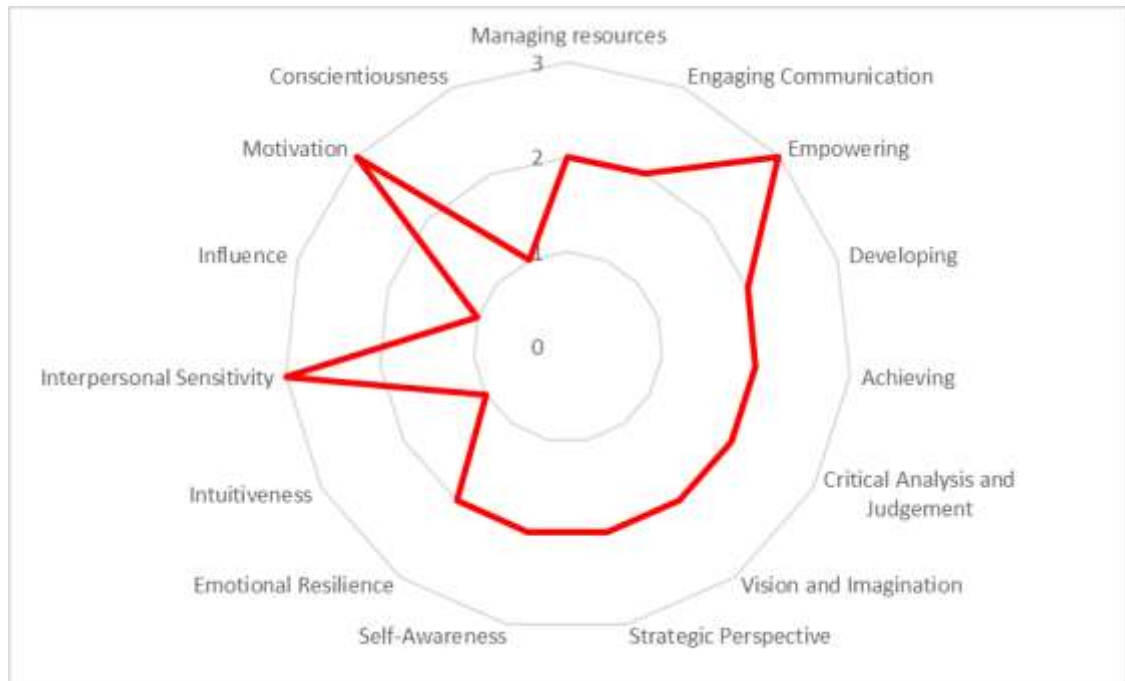 Managing resources
3
Conscientiousness
Engaging Communication
Motivation
2
Empowering
Influence
1
Developing
Interpersonal Sensitivity
0
Achieving
Intuitiveness
Critical Analysis and
Judgement
Emotional Resilience
Vision and Imagination
Self-Awareness
Strategic Perspective